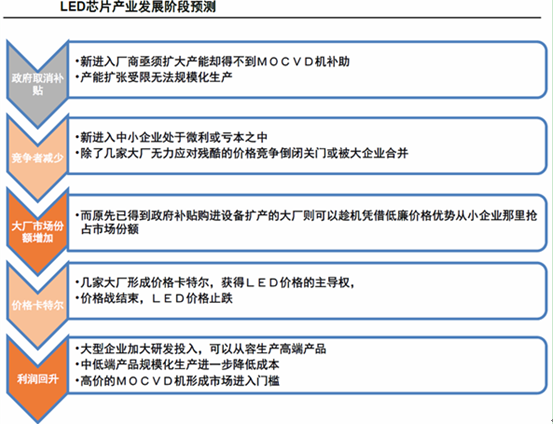 LED芯片产业发展阶段预测
政府取消补
贴
•新进入厂商亟须扩大产能却得不到ＭＯＣＶＤ机补助
•产能扩张受限无法规模化生产
竞争者减少
•新进入中小企业处于微利或亏本之中
•除了几家大厂无力应对残酷的价格竞争倒闭关门或被大企业合并
大厂市场份
额增加
•而原先已得到政府补贴购进设备扩产的大厂则可以趁机凭借低廉价格优势从小企业那里抢
占市场份额
价格卡特尔
•几家大厂形成价格卡特尔，获得ＬＥＤ价格的主导权，
•价格战结束，ＬＥＤ价格止跌
利润回升
•大型企业加大研发投入，可以从容生产高端产品
•中低端产品规模化生产进一步降低成本
•高价的ＭＯＣＶＤ机形成市场进入门槛